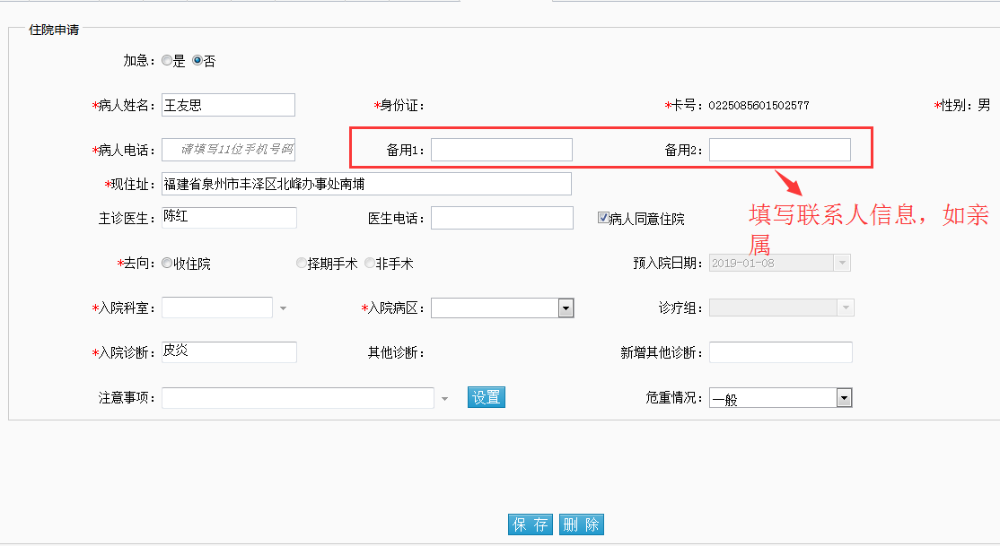 住院申请
加急：是 否
*病人姓名：王友思 *身份证： *卡号：0225085601502577 *性别：男
*病人电话：请填写11位手机号码 备用1： 备用2：
*现住址：福建省泉州市丰泽区北峰办事处南埔
填写联系人信息，如亲
属
主诊医生：陈红 医生电话： 病人同意住院
*去向：收住院 择期手术 非手术 预入院日期：2019-01-08
*入院科室： *入院病区： 诊疗组：
*入院诊断：皮炎 其他诊断： 新增其他诊断：
注意事项： 设置 危重情况：一般
保 存 删 除